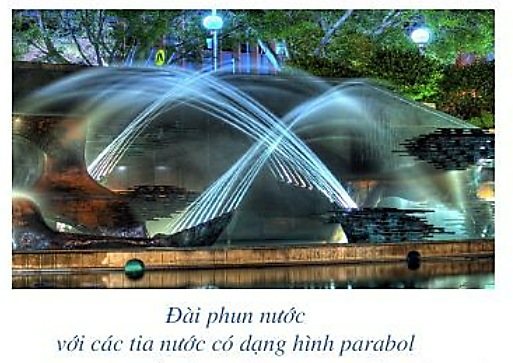 Đài phun nước
với các tia nước có dạng hình parabol